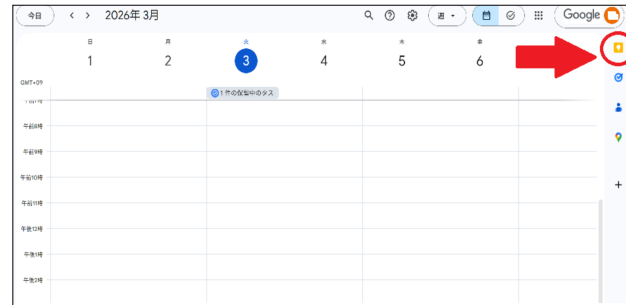 今日
2026年 3月
週
Google
日 月 火 水 木 金
1 2 3 4 5 6
GMT+09
1 件の保留中のタス
午前8時
午前9時
午前10時
午前11時
午後12時
午後1時
午後2時